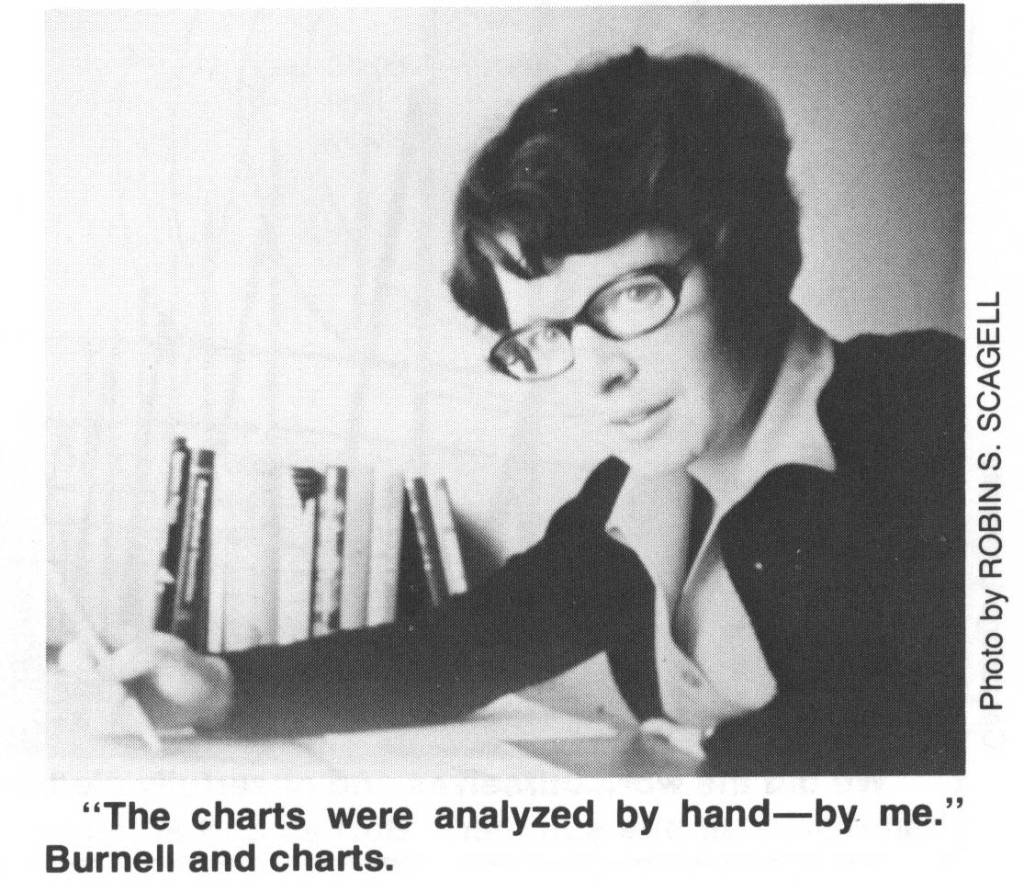 Photo by ROBIN S. SCAGELL
“The charts were analyzed by hand—by me.”
Burnell and charts.